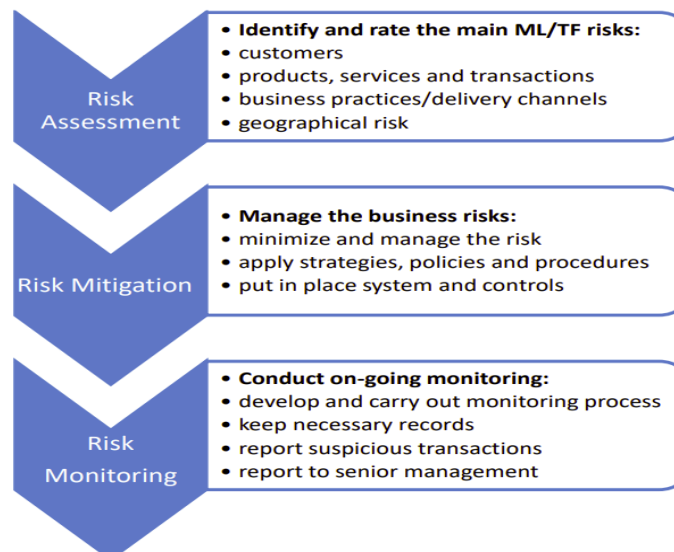 Risk
Assessment
• Identify and rate the main ML/TF risks:
• customers
• products, services and transactions
• business practices/delivery channels
• geographical risk
Risk Mitigation
• Manage the business risks:
• minimize and manage the risk
• apply strategies, policies and procedures
• put in place system and controls
Risk
Monitoring
• Conduct on-going monitoring:
• develop and carry out monitoring process
• keep necessary records
• report suspicious transactions
• report to senior management